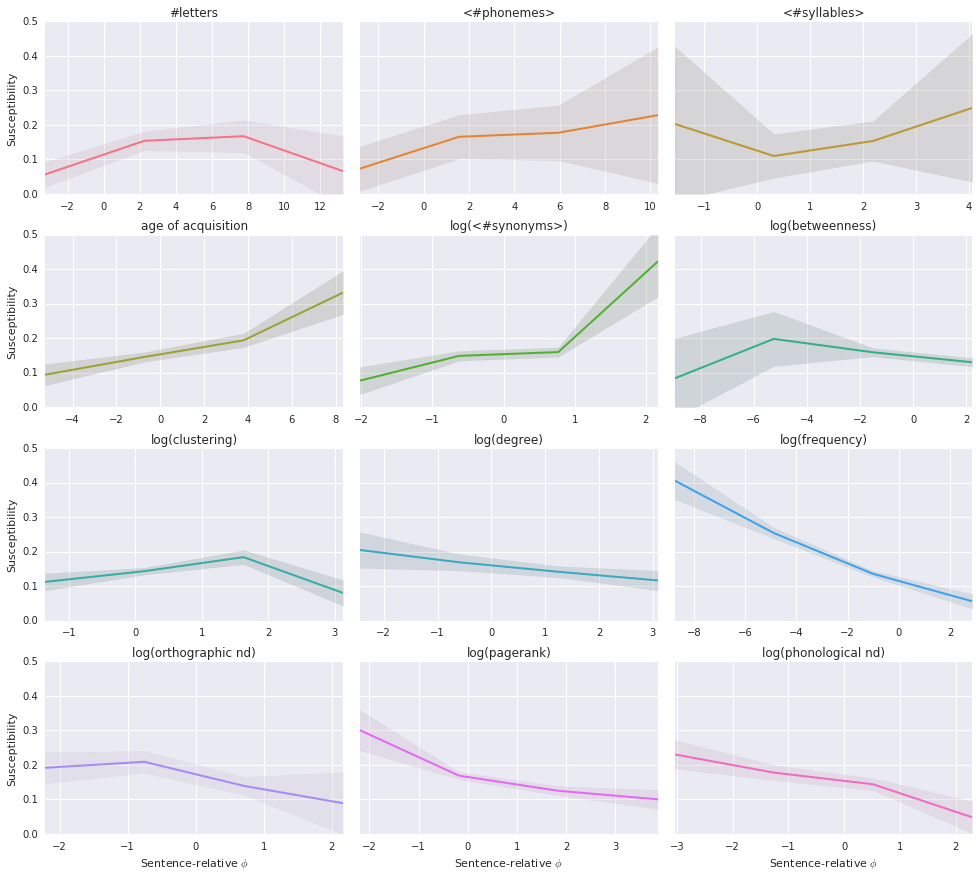 #letters <#phonemes> <#syllables>
0.5
0.4
0.3
0.2
0.1
0.0
Susceptibility
−2 0 2 4 6 8 10 12
−2 0 2 4 6 8 10
−1 0 1 2 3 4
age of acquisition log(<#synonyms>) log(betweenness)
0.5
0.4
0.3
0.2
0.1
0.0
Susceptibility
−4 −2 0 2 4 6 8
−2 −1 0 1 2
−8 −6 −4 −2 0 2
log(clustering) log(degree) log(frequency)
0.5
0.4
0.3
0.2
0.1
0.0
Susceptibility
−1 0 1 2 3
−2 −1 0 1 2 3
−8 −6 −4 −2 0 2
log(orthographic nd) log(pagerank) log(phonological nd)
0.5
0.4
0.3
0.2
0.1
0.0
Susceptibility
−2 −1 0 1 2
−2 −1 0 1 2 3
−3 −2 −1 0 1 2
Sentence-relative ϕ Sentence-relative ϕ Sentence-relative ϕ